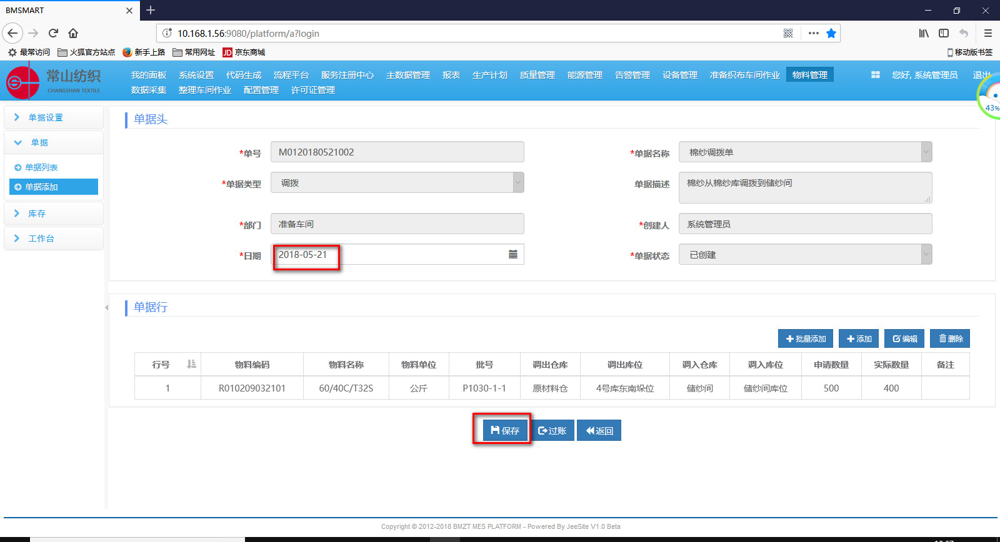 BMSMART
10.168.1.56:9080/platform/a?login
最常访问 火狐官方站点 新手上路 常用网址 JD 京东商城 移动版书签
常山纺织
CHANGSHAN TEXTILE
我的面板 系统设置 代码生成 流程平台 服务注册中心 主数据管理 报表 生产计划 质量管理 能源管理 告警管理 设备管理 准备织布车间作业 物料管理 您好, 系统管理员 退出
数据采集 整理车间作业 配置管理 许可证管理
43%
单据设置
单据
单据列表
单据添加
库存
工作台
单据头
*单号 M0120180521002 *单据名称 棉纱调拨单
*单据类型 调拨 单据描述 棉纱从棉纱库调拨到储纱间
*部门 准备车间 *创建人 系统管理员
*日期 2018-05-21 *单据状态 已创建
单据行
批量添加 添加 编辑 删除
行号 物料编码 物料名称 物料单位 批号 调出仓库 调出库位 调入仓库 调入库位 申请数量 实际数量 备注
1 R010209032101 60/40C/T32S 公斤 P1030-1-1 原材料仓 4号库东南垛位 储纱间 储纱间库位 500 400
保存 过账 返回
Copyright © 2012-2018 BMZT MES PLATFORM - Powered By JeeSite V1.0 Beta